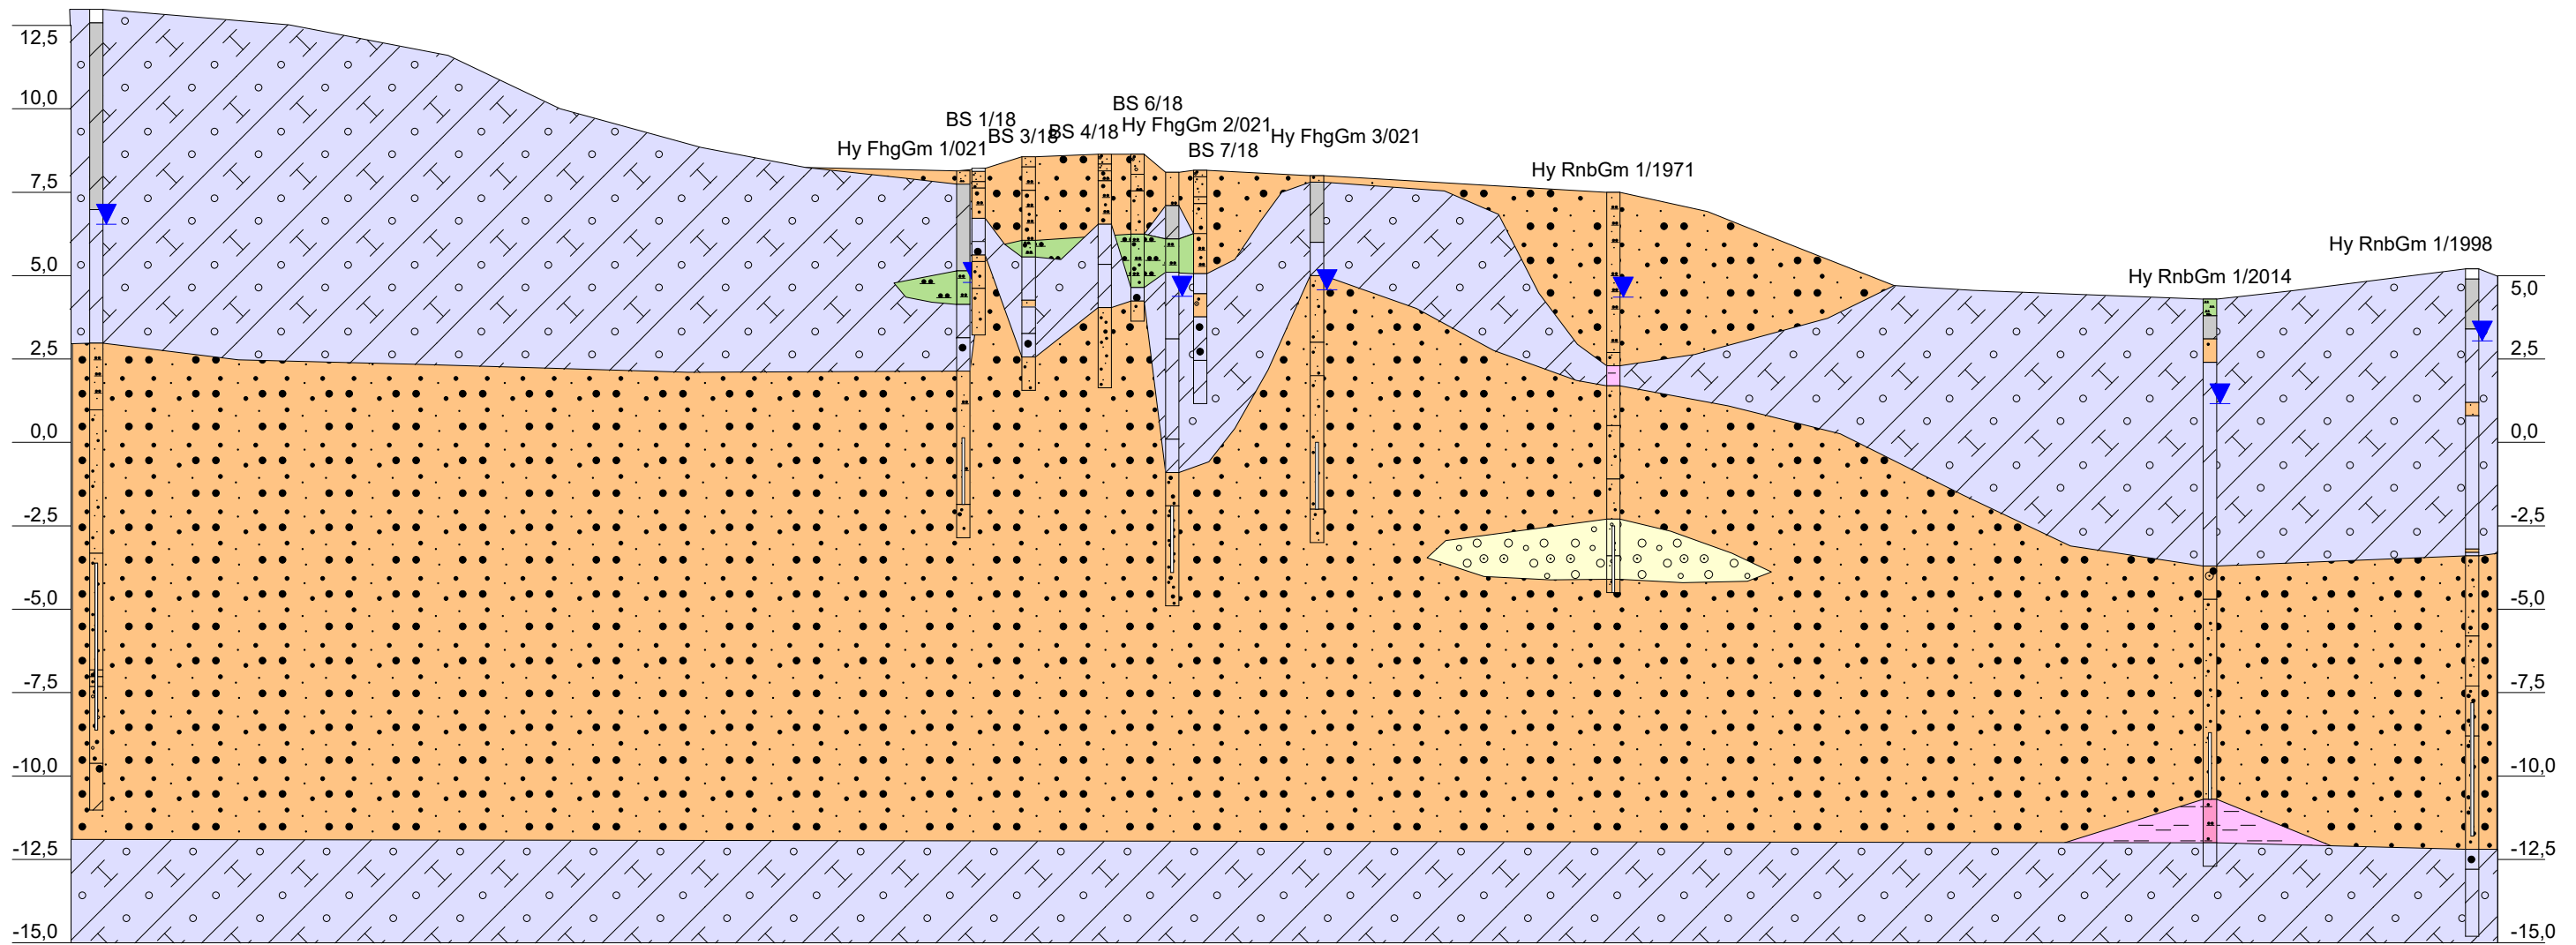 12,5
10,0
7,5
5,0
2,5
0,0
-2,5
-5,0
-7,5
-10,0
-12,5
-15,0
Hy FhgGm 1/021
BS 1/18
BS 3/18
BS 4/18
BS 6/18
Hy FhgGm 2/021
BS 7/18
Hy FhgGm 3/021
Hy RnbGm 1/1971
Hy RnbGm 1/2014
Hy RnbGm 1/1998
5,0
2,5
0,0
-2,5
-5,0
-7,5
-10,0
-12,5
-15,0